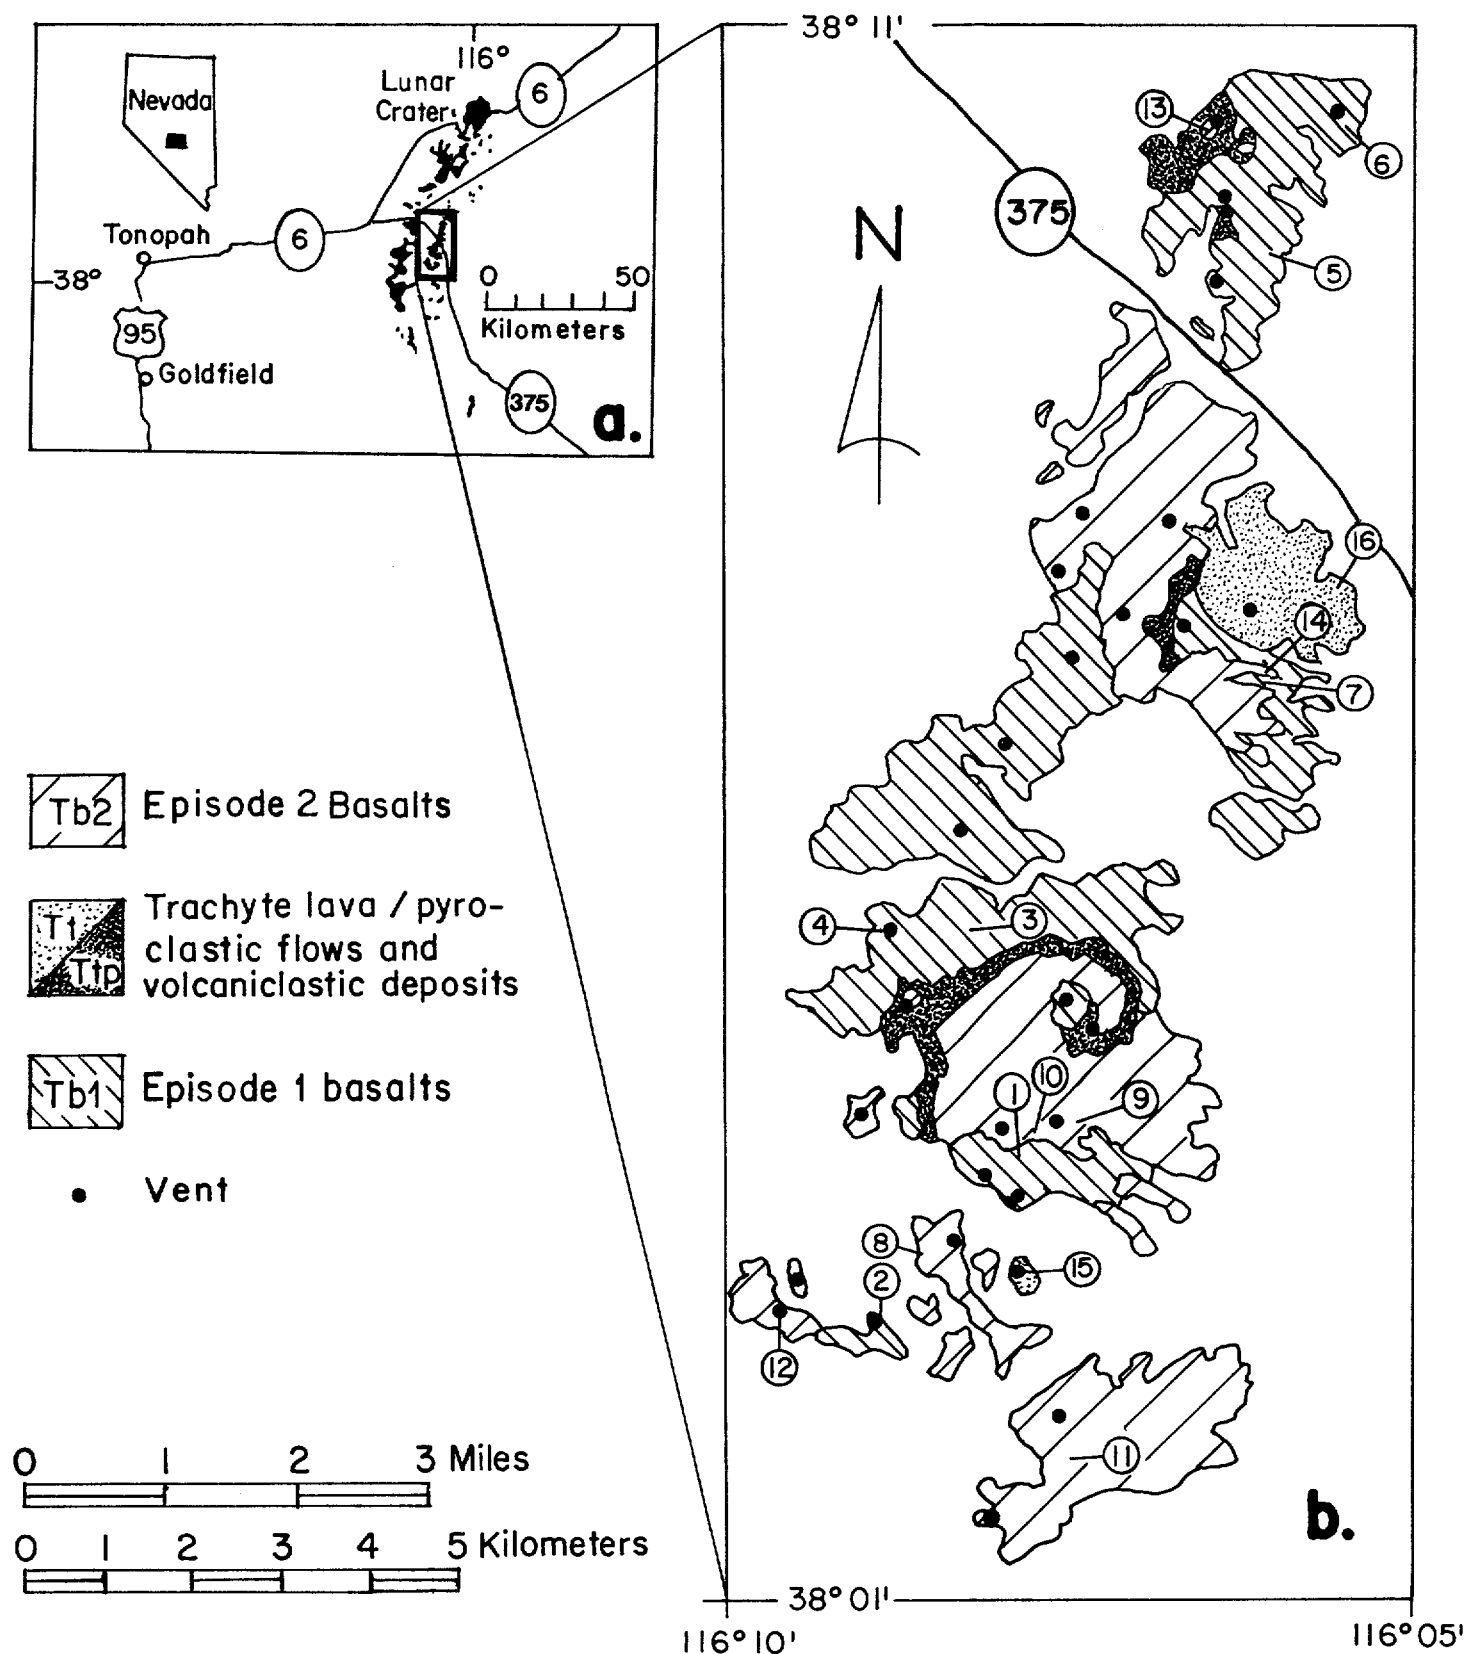 116°
Lunar
Crater
6
Nevada
Tonopah
6
38°
0 50
Kilometers
95
Goldfield
375
a.
38° 11'
13
6
375
N
5
16
14
7
Tb2 Episode 2 Basalts
Tt
Ttp
Trachyte lava / pyro-
clastic flows and
volcaniclastic deposits
4
3
Tb1 Episode 1 basalts
1
10
9
Vent
8
2
15
12
11
0 1 2 3 Miles
0 1 2 3 4 5 Kilometers
b.
38° 01'
116° 10'
116° 05'